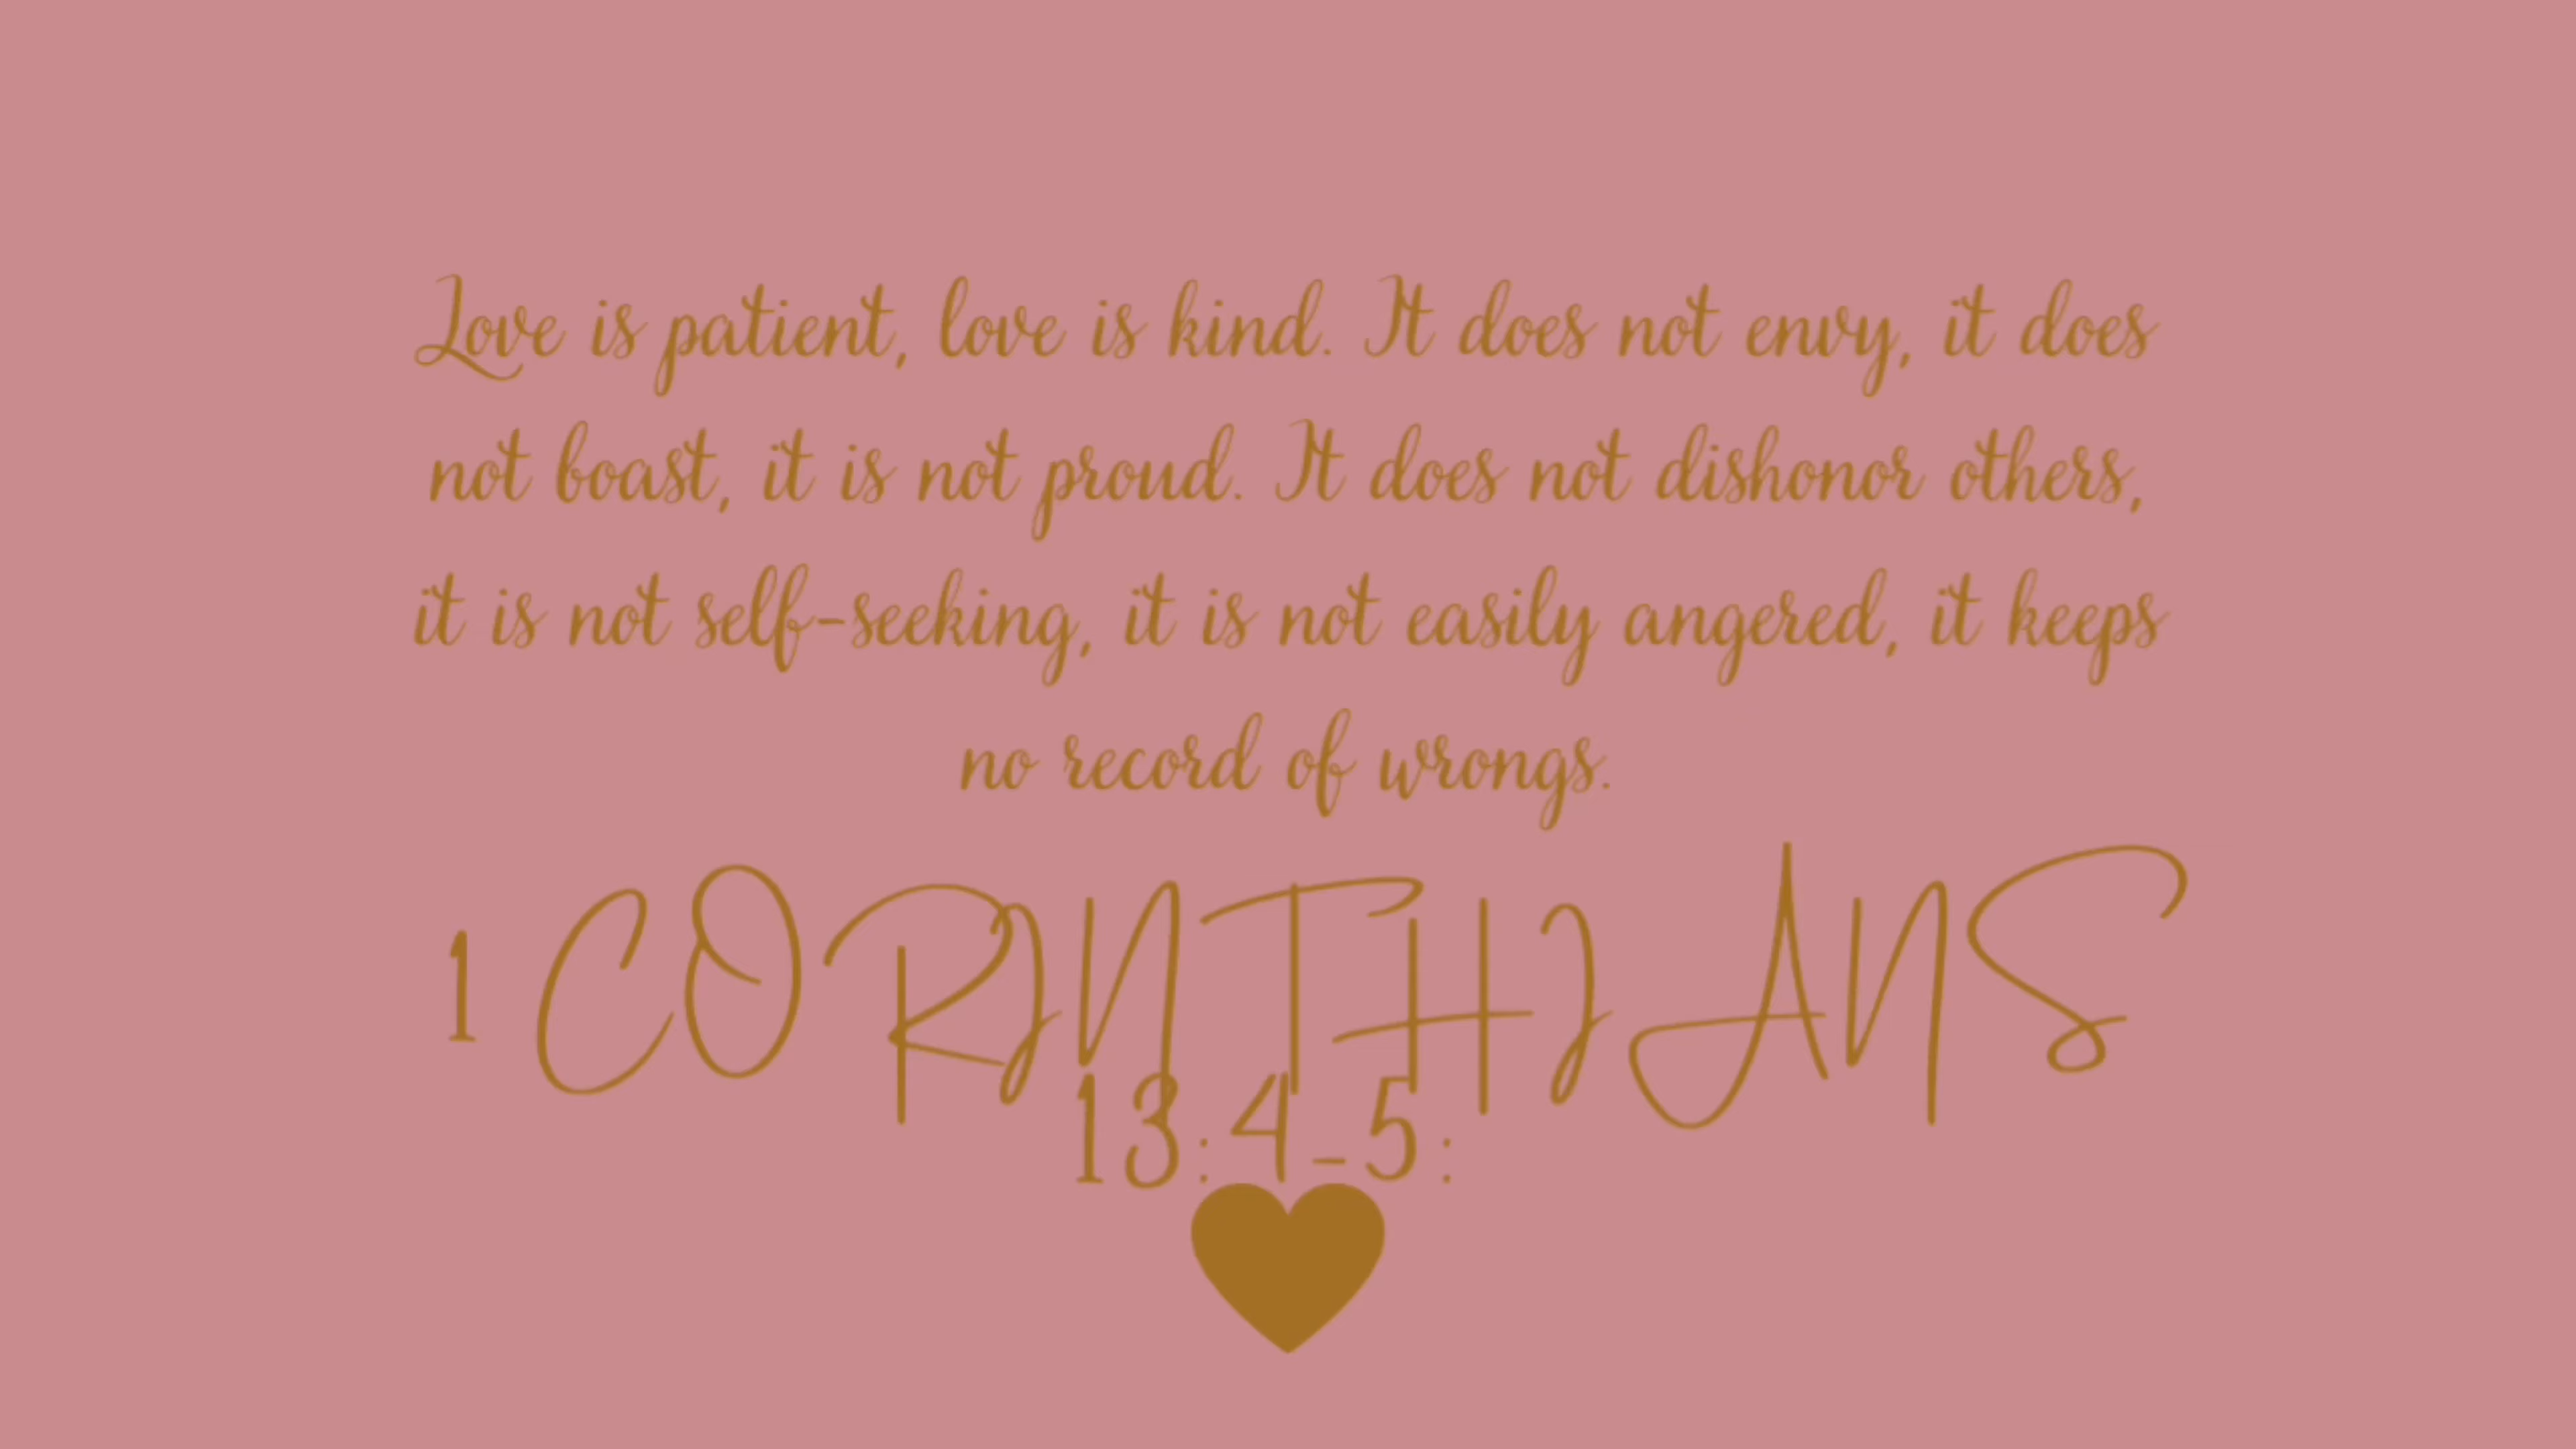 Love is patient, love is kind. It does not envy, it does
not boast, it is not proud. It does not dishonor others,
it is not self-seeking, it is not easily angered, it keeps
no record of wrongs.
1 CORINTHIANS
13:4-5: